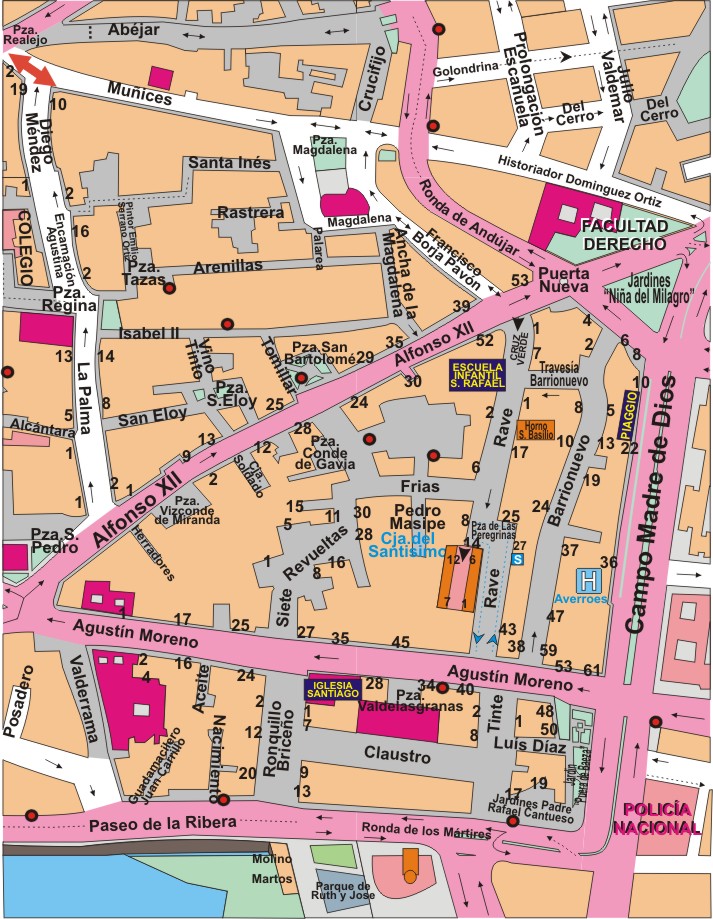 Pza.
Realejo
Abéjar
2
19
10
Muñices
Crucifijo
Golondrina
Prolongación
Escañuela
Julio
Valdemar
Del
Cerro
Del
Cerro
Diego
Méndez
Pza.
Magdalena
Santa Inés
Historiador Domínguez Ortiz
1
2
COLEGIO
Encarnación
Agustina
16
2
Pintor Emilio
Serrano Ortiz
Rastrera
Magdalena
Palarea
Ancha de la
Magdalena
Francisco
Borja Pavón
Ronda de Andújar
FACULTAD
DERECHO
Pza.
Tazas
Arenillas
Puerta
Nueva
53
Jardines
"Niña del Milagro"
Pza.
Regina
39
Isabel II
35
Alfonso XII
52
CRUZ
VERDE
1
7
4
2
6
8
Vino
Tinto
Tomillar
Pza.San
Bartolomé
29
30
ESCUELA
INFANTIL
S. RAFAEL
Travesía
Barrionuevo
13
14
La Palma
10
Pza.
S.Eloy
25
24
2
Rave
1
8
5
PIAGGIO
Campo Madre de Dios
5
8
Alcántara
San Eloy
28
Horno
S. Basilio
10
13
22
1
13
9
12
Pza.
Conde
de Gavia
17
Barrionuevo
Cja.
Soldado
6
19
1
2
1
2
Frias
Alfonso XII
Pza.
Vizconde
de Miranda
15
5
11
30
28
Pedro
Masipe
8
25
24
Pza de Las
Peregrinas
Pza.S.
Pedro
Herradores
Revueltas
Cja.del
Santísimo
14
12
6
27
S
37
36
1
16
8
H
Averroes
7
1
Rave
Siete
1
17
25
27
35
45
43
38
47
59
53
61
Agustín Moreno
Agustín Moreno
Posadero
Valderrama
2
4
16
Aceite
24
IGLESIA
SANTIAGO
28
34
40
Pza.
Valdelasgranas
2
1
7
2
8
Tinte
1
48
50
Luis Díaz
12
Ronquillo
Briceño
Claustro
Guadamacilero
Juan Carrillo
Nacimiento
20
9
13
17
19
Jardines Padre
Rafael Cantueso
POLICÍA
NACIONAL
Paseo de la Ribera
Ronda de los Mártires
Molino
Martos
Parque de
Ruth y Jose